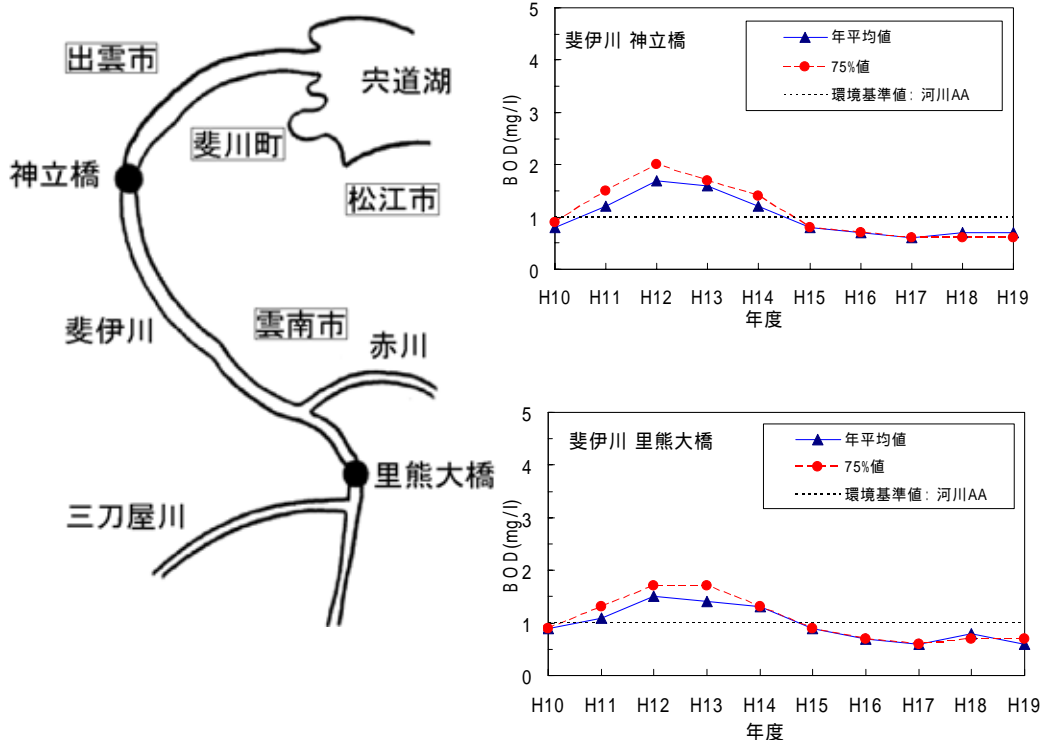 出雲市
宍道湖
斐川町
神立橋
松江市
斐伊川
雲南市
赤川
里熊大橋
三刀屋川
斐伊川 神立橋
年平均値
75%値
環境基準値: 河川AA
BOD(mg/l)
5
4
3
2
1
0
H10 H11 H12 H13 H14 H15 H16 H17 H18 H19
年度
斐伊川 里熊大橋
年平均値
75%値
環境基準値: 河川AA
BOD(mg/l)
5
4
3
2
1
0
H10 H11 H12 H13 H14 H15 H16 H17 H18 H19
年度